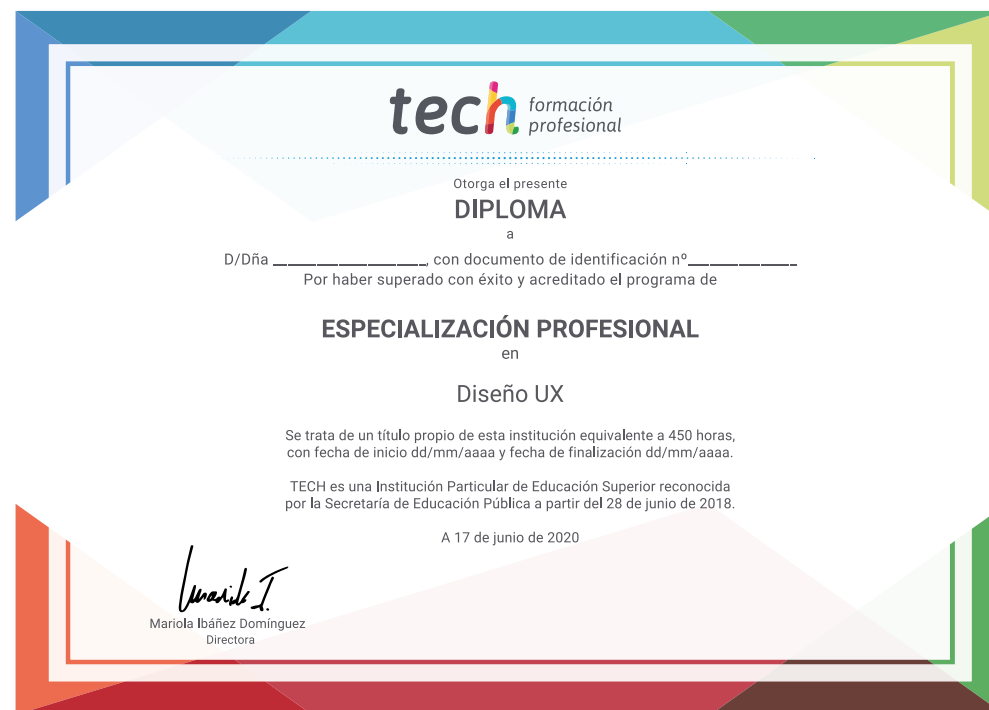 tech formación
profesional
Otorga el presente
DIPLOMA
a
D/Dña ____________________, con documento de identificación nº______________
Por haber superado con éxito y acreditado el programa de
ESPECIALIZACIÓN PROFESIONAL
en
Diseño UX
Se trata de un título propio de esta institución equivalente a 450 horas,
con fecha de inicio dd/mm/aaaa y fecha de finalización dd/mm/aaaa.
TECH es una Institución Particular de Educación Superior reconocida
por la Secretaría de Educación Pública a partir del 28 de junio de 2018.
A 17 de junio de 2020
Mariola Ibáñez Domínguez
Directora